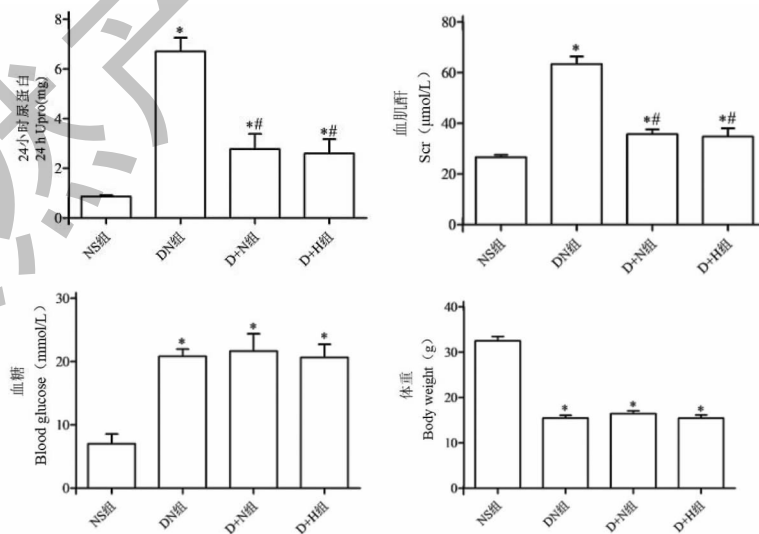 24小时尿蛋白
24 h Upro(mg)
8
6
4
2
0
*
*#
*#
NS组
DN组
D+N组
D+H组
血肌酐
Scr（μmol/L）
80
60
40
20
0
*
*#
*#
NS组
DN组
D+N组
D+H组
血糖
Blood glucose（mmol/L）
30
20
10
0
*
*
*
NS组
DN组
D+N组
D+H组
体重
Body weight（g）
40
30
20
10
0
*
*
*
NS组
DN组
D+N组
D+H组